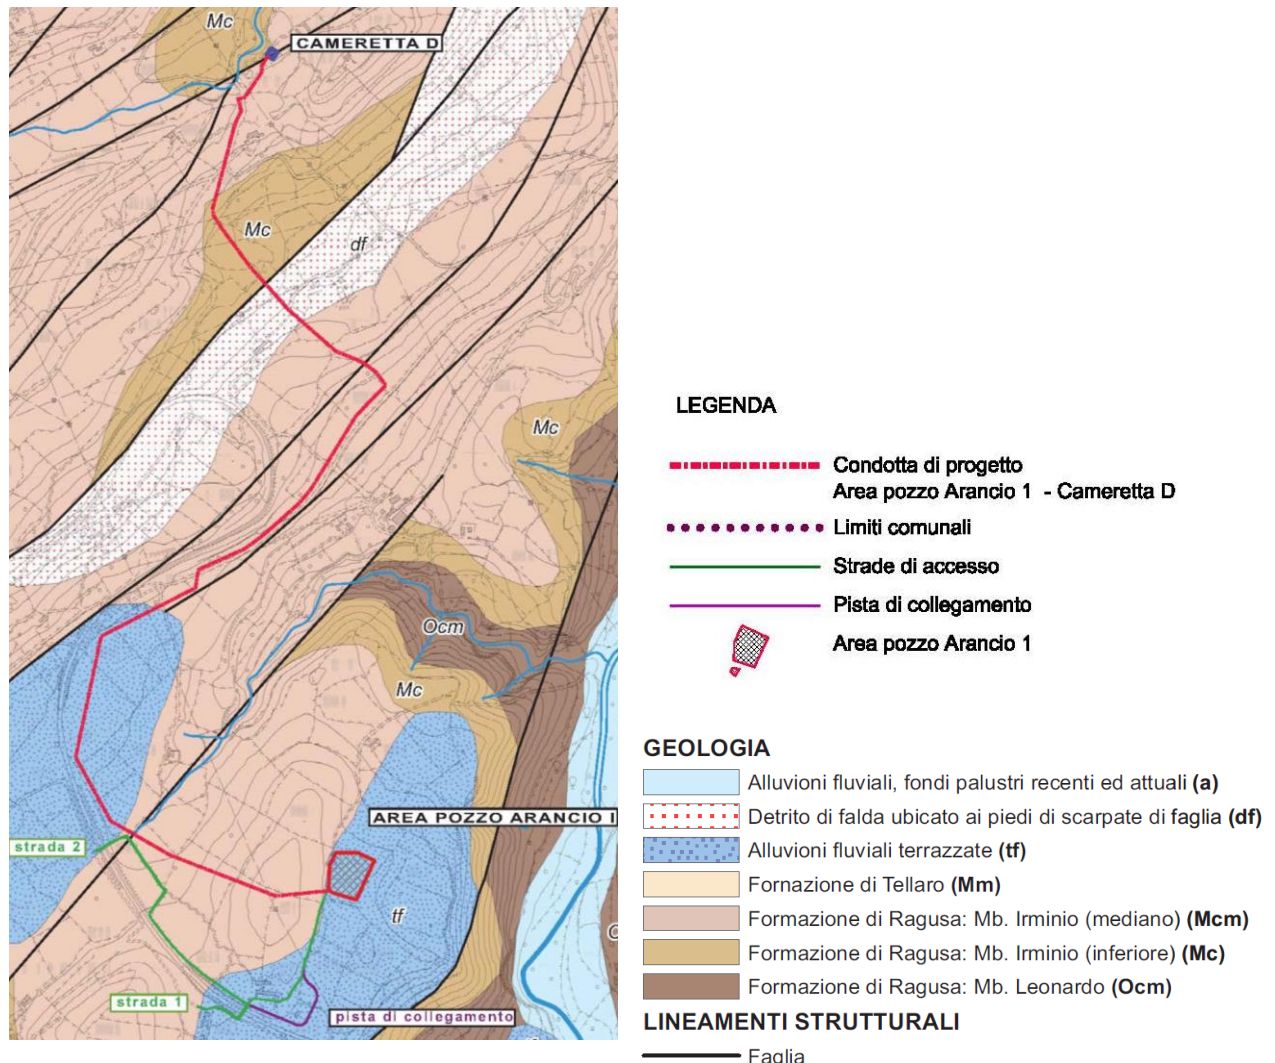 Mc
CAMERETTA D
Mc
df
Mc
Ocm
Mc
AREA POZZO ARANCIO I
strada 2
tf
strada 1
pista di collegamento
LEGENDA
Condotta di progetto
Area pozzo Arancio 1 - Cameretta D
Limiti comunali
Strade di accesso
Pista di collegamento
Area pozzo Arancio 1
GEOLOGIA
Alluvioni fluviali, fondi palustri recenti ed attuali (a)
Detrito di falda ubicato ai piedi di scarpate di faglia (df)
Alluvioni fluviali terrazzate (tf)
Fornazione di Tellaro (Mm)
Formazione di Ragusa: Mb. Irminio (mediano) (Mcm)
Formazione di Ragusa: Mb. Irminio (inferiore) (Mc)
Formazione di Ragusa: Mb. Leonardo (Ocm)
LINEAMENTI STRUTTURALI
Faglia